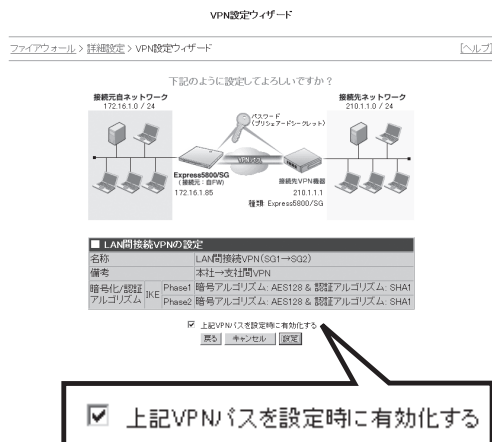 VPN設定ウィザード
ファイアウォール > 詳細設定 > VPN設定ウィザード
[ヘルプ]
下記のように設定してよろしいですか?
接続元自ネットワーク
172.16.1.0 / 24
接続先ネットワーク
210.1.1.0 / 24
パスワード
(プリシェアードシークレット)
VPNパス
Express5800/SG
(接続元:自FW)
172.16.1.85
接続先VPN機器
210.1.1.1
種類: Express5800/SG
■ LAN間接続VPNの設定
名称 LAN間接続VPN(SG1→SG2)
備考 本社→支社間VPN
暗号化/認証アルゴリズム IKE Phase1 暗号アルゴリズム: AES128 & 認証アルゴリズム: SHA1
Phase2 暗号アルゴリズム: AES128 & 認証アルゴリズム: SHA1
上記VPNパスを設定時に有効化する
戻る キャンセル 設定
上記VPNパスを設定時に有効化する